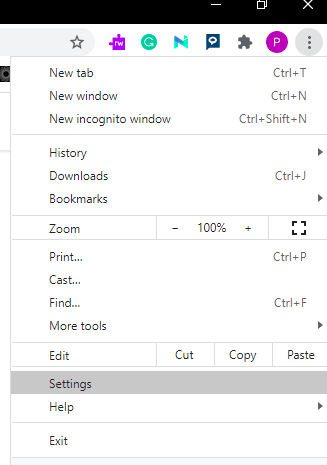 rw
P
New tab Ctrl+T
New window Ctrl+N
New incognito window Ctrl+Shift+N
History
Downloads Ctrl+J
Bookmarks
Zoom − 100% +
Print... Ctrl+P
Cast...
Find... Ctrl+F
More tools
Edit Cut Copy Paste
Settings
Help
Exit